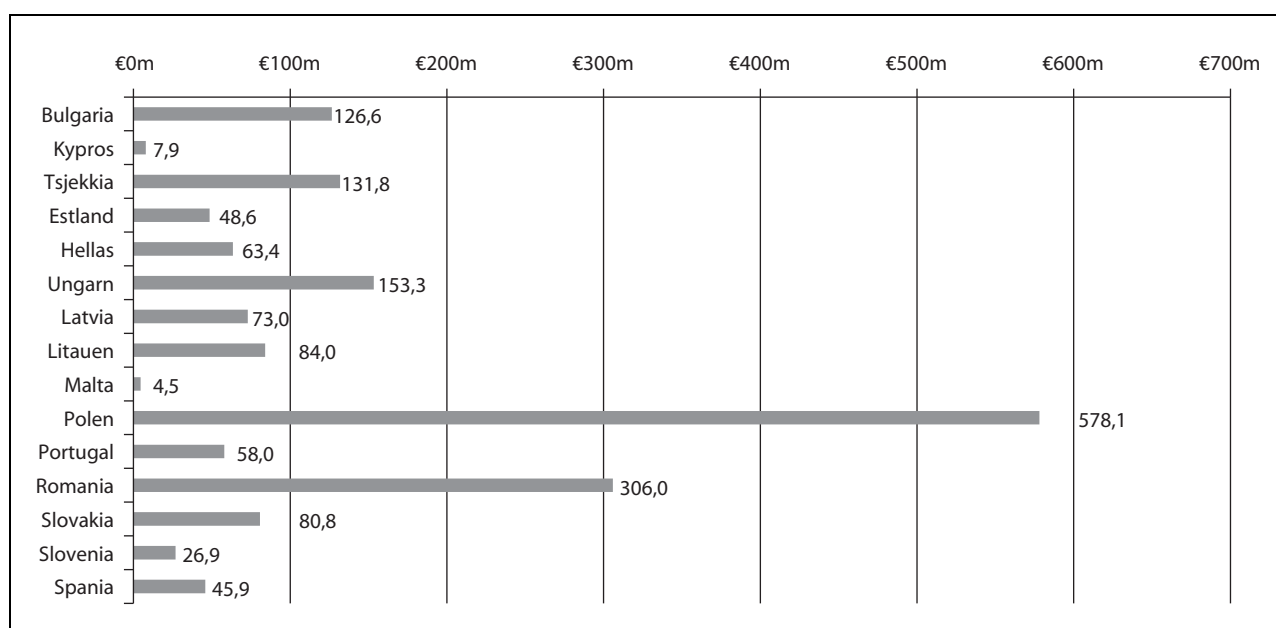 €0m €100m €200m €300m €400m €500m €600m €700m
Bulgaria 126,6
Kypros 7,9
Tsjekkia 131,8
Estland 48,6
Hellas 63,4
Ungarn 153,3
Latvia 73,0
Litauen 84,0
Malta 4,5
Polen 578,1
Portugal 58,0
Romania 306,0
Slovakia 80,8
Slovenia 26,9
Spania 45,9